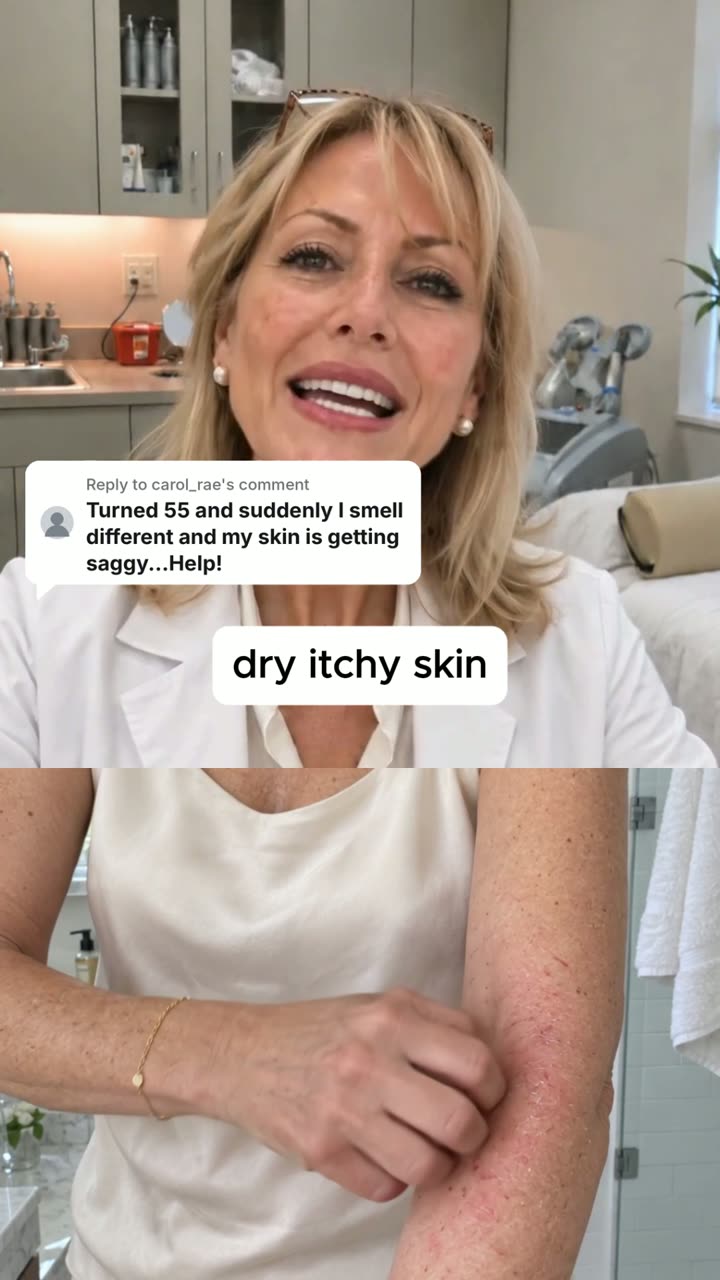 Reply to carol_rae's comment
Turned 55 and suddenly I smell
different and my skin is getting
saggy...Help!
dry itchy skin